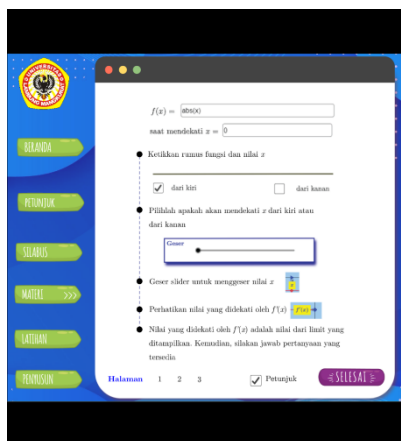 f(x) = abs(x)
saat mendekati x = 0
BERANDA
Ketikkan rumus fungsi dan nilai x
dari kiri
dari kanan
PETUNJUK
Pilihlah apakah akan mendekati x dari kiri atau
dari kanan
Geser
SILABUS
Geser slider untuk menggeser nilai x
MATERI >>>
Perhatikan nilai yang didekati oleh f(x) f(x)
Nilai yang didekati oleh f(x) adalah nilai dari limit yang
LATIHAN
ditampilkan. Kemudian, silakan jawab pertanyaan yang
tersedia
PENYUSUN
Halaman 1 2 3
Petunjuk
SELESAI